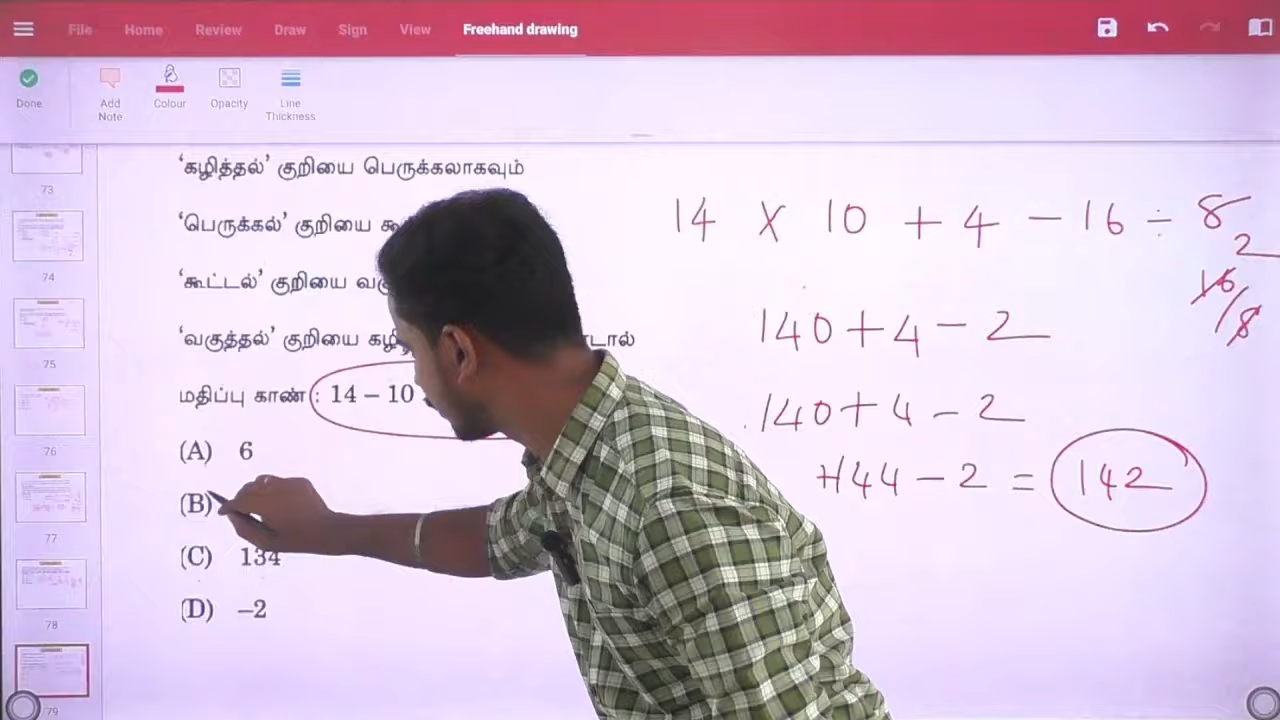 File Home Review Draw Sign View Freehand drawing
Done Add Note Colour Opacity Line Thickness
73
74
75
76
77
78
79
'கழித்தல்' குறியை பெருக்கலாகவும்
'பெருக்கல்' குறியை
'கூட்டல்' குறியை
'வகுத்தல்' குறியை
மதிப்பு காண் : 14 – 10
(A) 6
(B)
(C) 134
(D) –2
14 × 10 + 4 – 16 ÷ 8
2
16/8
140 + 4 – 2
140 + 4 – 2
+144 – 2 = 142